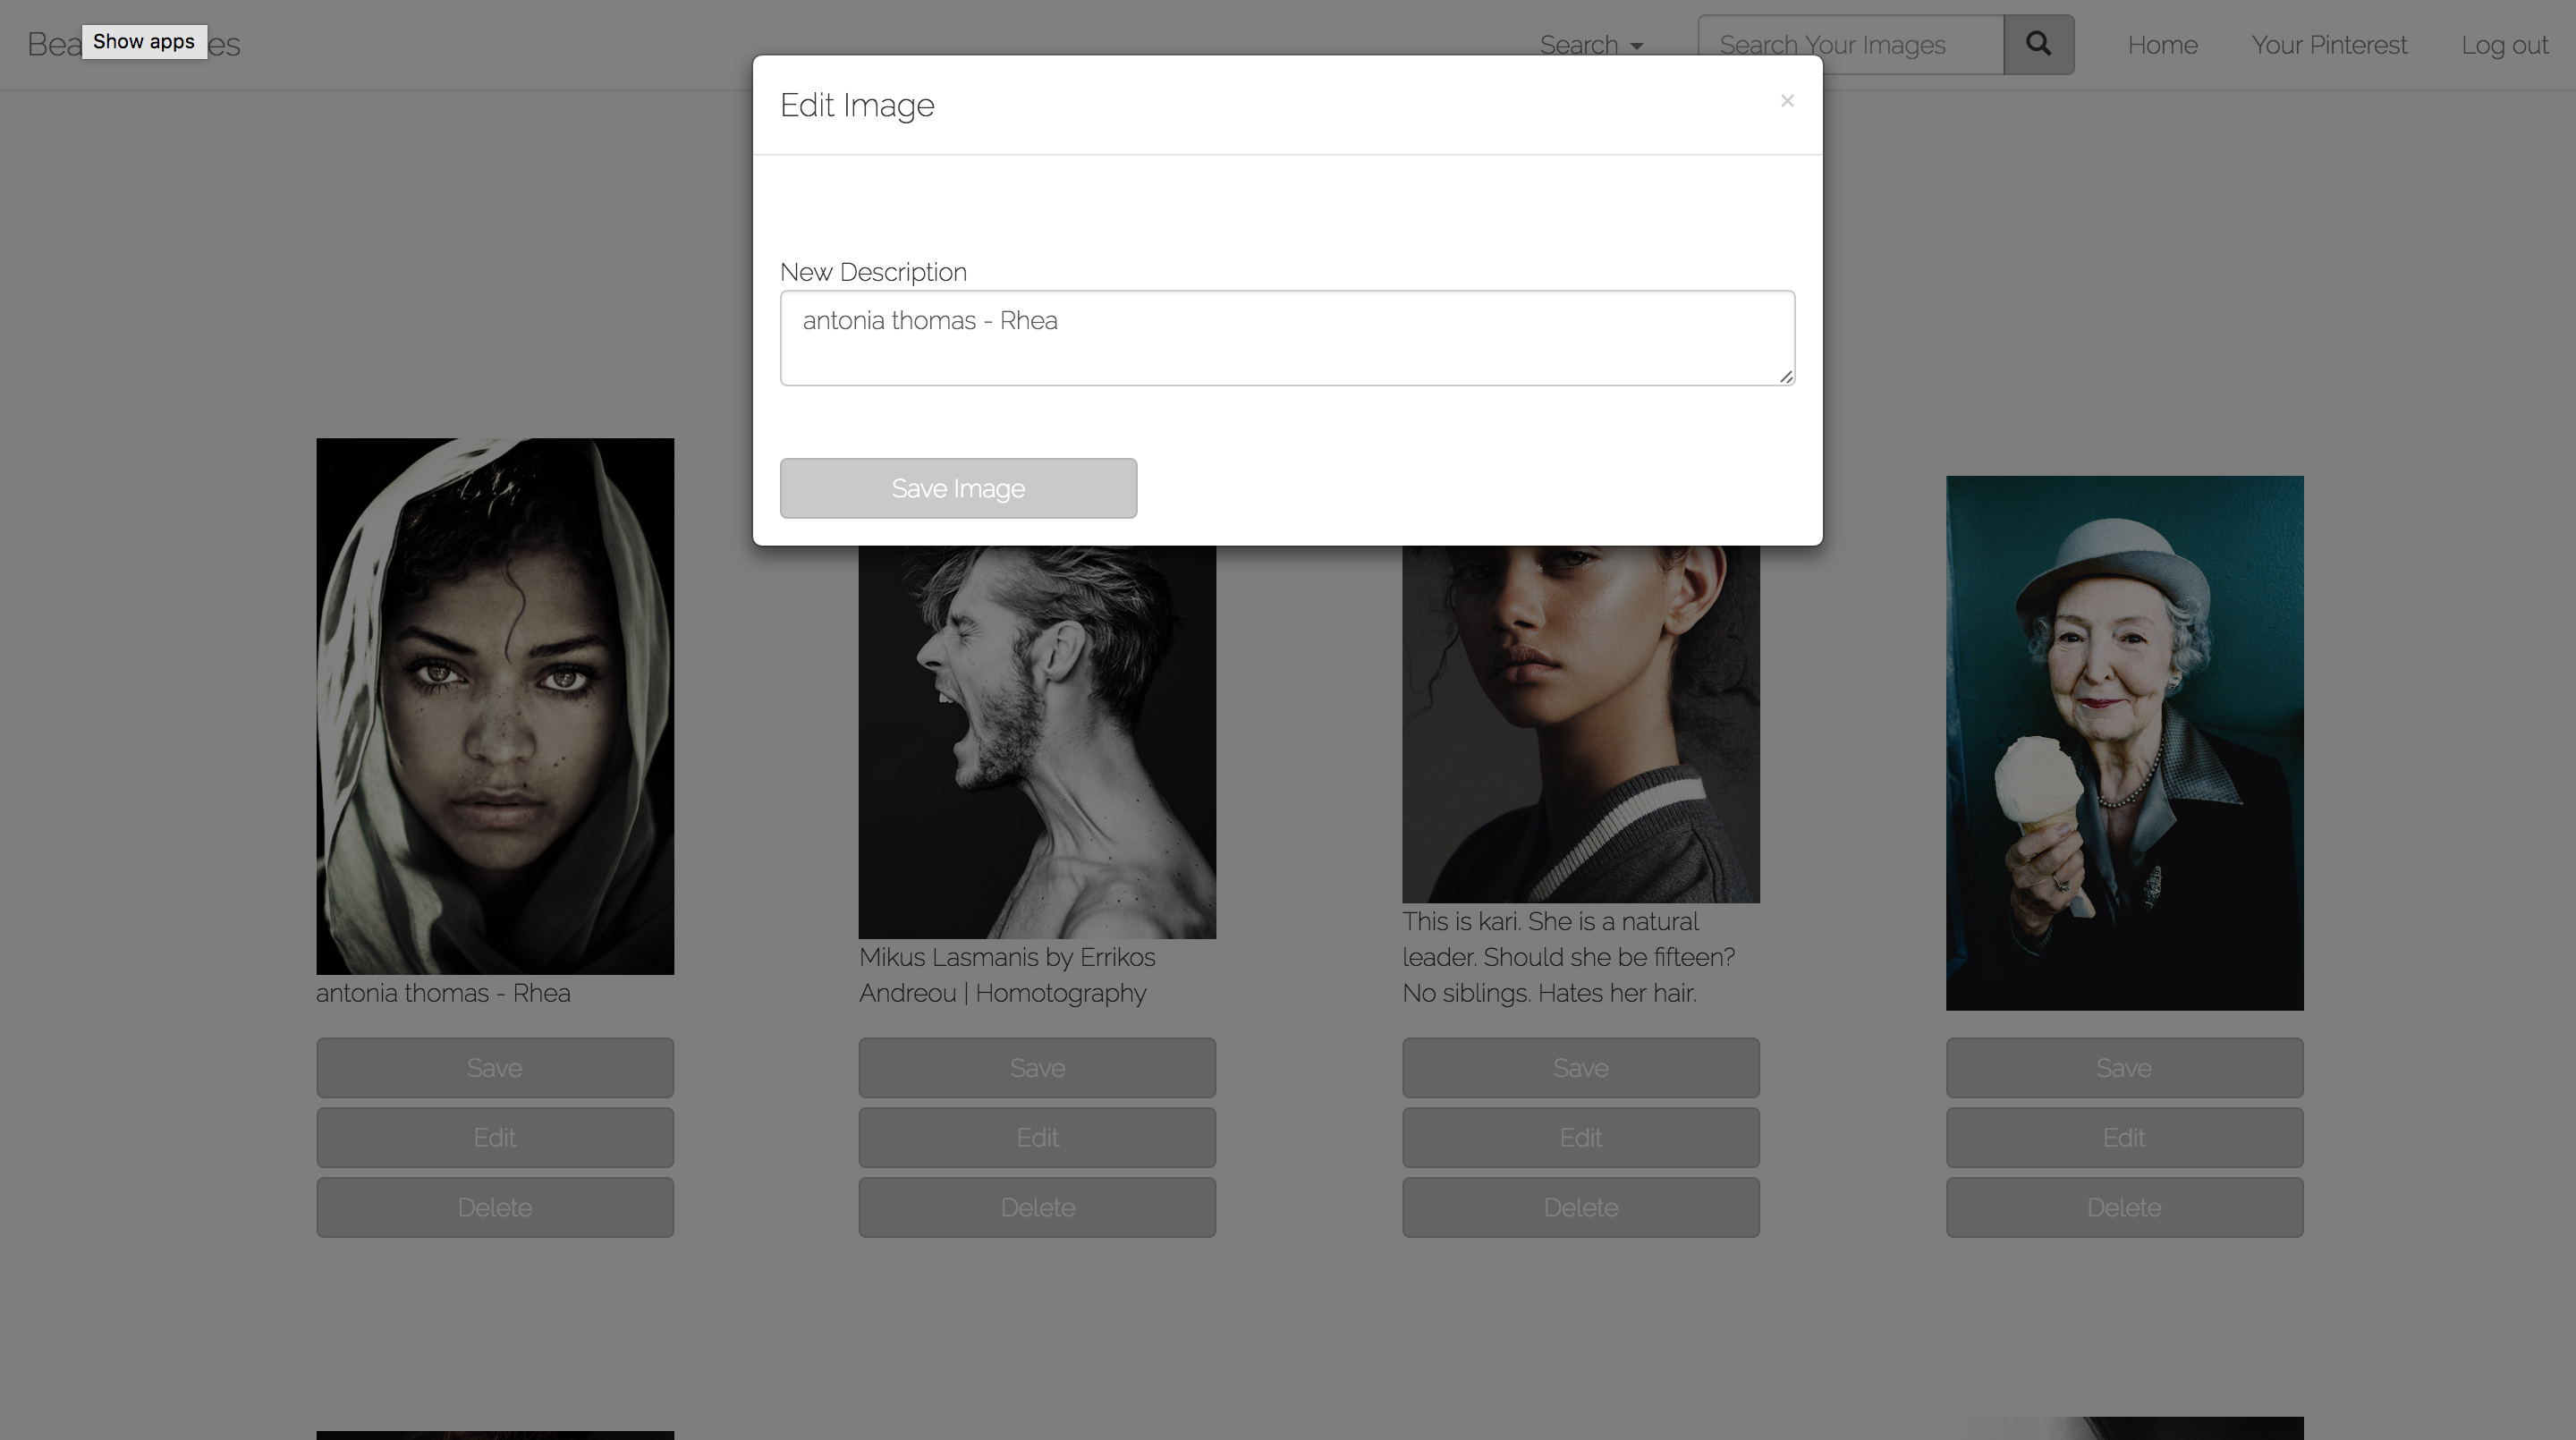 Show apps
Search
Search Your Images
Home
Your Pinterest
Log out
Edit Image
×
New Description
antonia thomas - Rhea
Save Image
antonia thomas - Rhea
Mikus Lasmanis by Errikos
Andreou | Homotography
This is kari. She is a natural
leader. Should she be fifteen?
No siblings. Hates her hair.
Save
Save
Save
Save
Edit
Edit
Edit
Edit
Delete
Delete
Delete
Delete